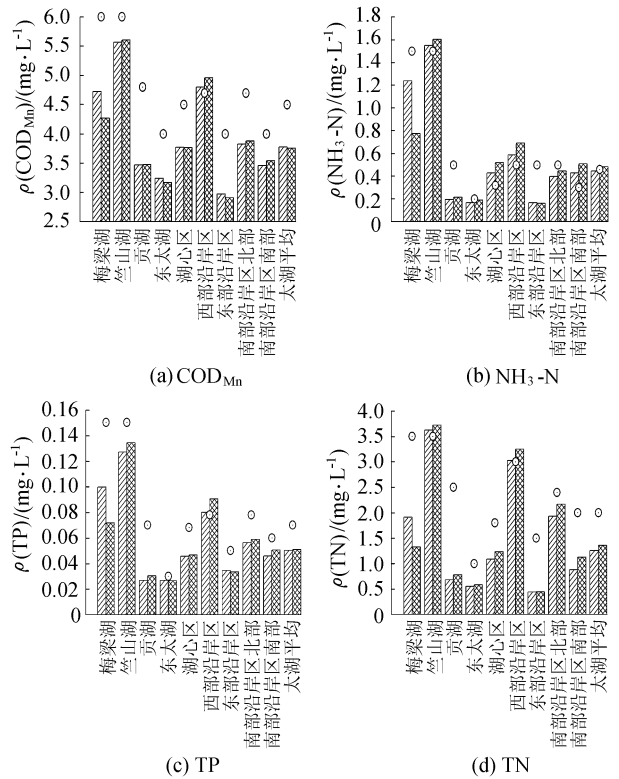 ρ(COD_Mn)/(mg·L⁻¹)
6.0
5.5
5.0
4.5
4.0
3.5
3.0
2.5
梅梁湖
竺山湖
贡湖
东太湖
湖心区
西部沿岸区
东部沿岸区
南部沿岸区北部
南部沿岸区南部
太湖平均
(a) COD_Mn
ρ(NH₃-N)/(mg·L⁻¹)
1.8
1.6
1.4
1.2
1.0
0.8
0.6
0.4
0.2
0
梅梁湖
竺山湖
贡湖
东太湖
湖心区
西部沿岸区
东部沿岸区
南部沿岸区北部
南部沿岸区南部
太湖平均
(b) NH₃-N
ρ(TP)/(mg·L⁻¹)
0.16
0.14
0.12
0.10
0.08
0.06
0.04
0.02
0
梅梁湖
竺山湖
贡湖
东太湖
湖心区
西部沿岸区
东部沿岸区
南部沿岸区北部
南部沿岸区南部
太湖平均
(c) TP
ρ(TN)/(mg·L⁻¹)
4.0
3.5
3.0
2.5
2.0
1.5
1.0
0.5
0
梅梁湖
竺山湖
贡湖
东太湖
湖心区
西部沿岸区
东部沿岸区
南部沿岸区北部
南部沿岸区南部
太湖平均
(d) TN